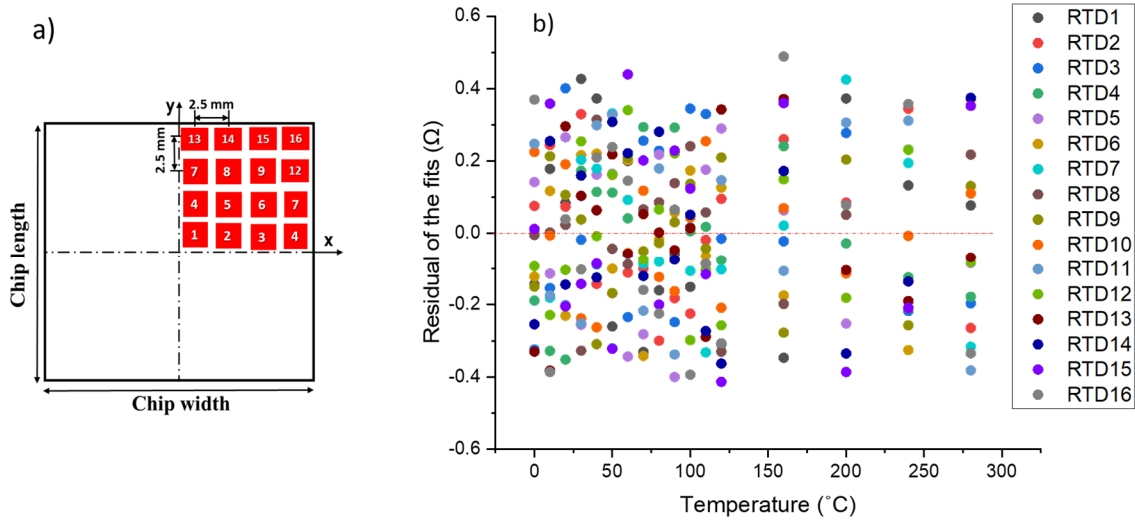 a)
y
2.5 mm
2.5 mm
13 14 15 16
7 8 9 12
4 5 6 7
1 2 3 4
x
Chip length
Chip width
b)
Residual of the fits (Ω)
0.6
0.4
0.2
0.0
-0.2
-0.4
-0.6
0 50 100 150 200 250 300
Temperature (˚C)
RTD1
RTD2
RTD3
RTD4
RTD5
RTD6
RTD7
RTD8
RTD9
RTD10
RTD11
RTD12
RTD13
RTD14
RTD15
RTD16